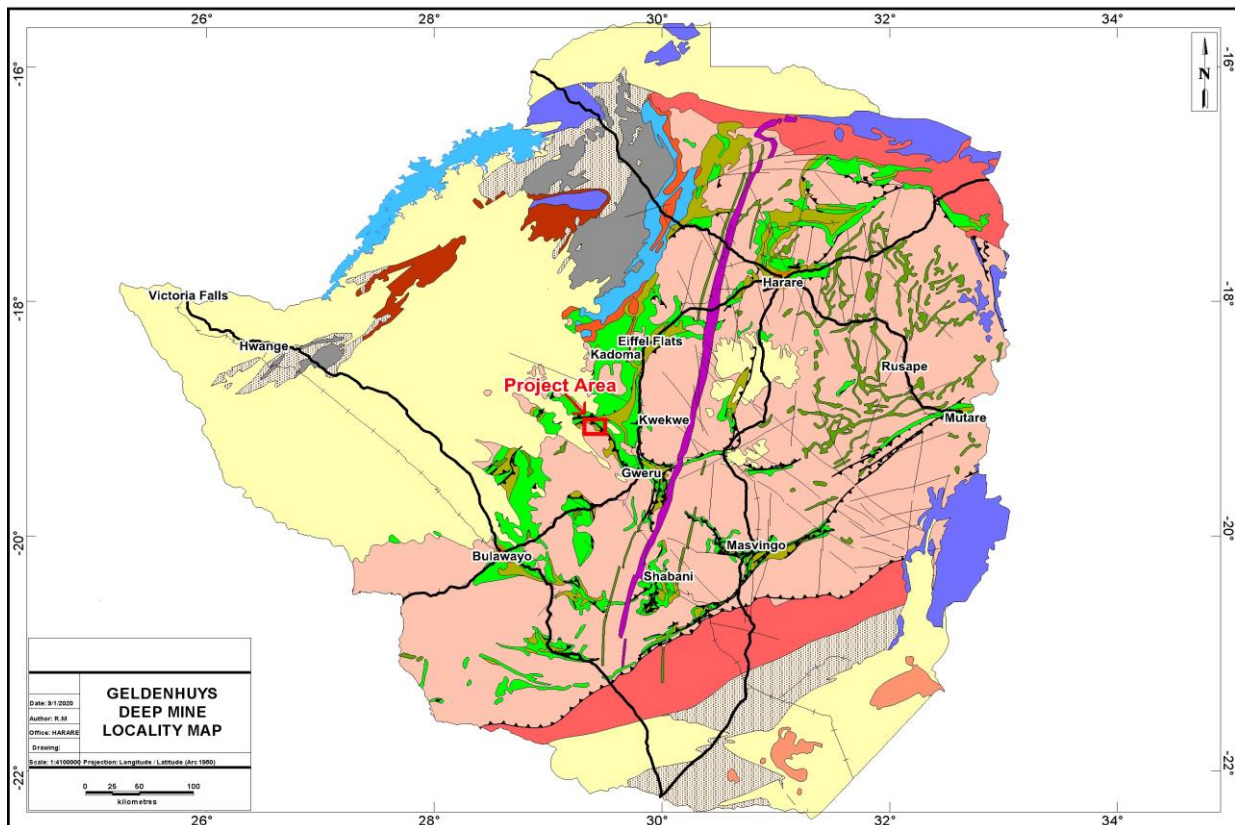 26°
28°
30°
32°
34°
-16°
-16°
N
Victoria Falls
-18°
Harare
-18°
Hwange
Eiffel Flats
Kadoma
Rusape
Project Area
Kwekwe
Mutare
Gweru
-20°
Bulawayo
Masvingo
-20°
Shabani
GELDENHUYS
DEEP MINE
LOCALITY MAP
Date: 9/1/2020
Author: R.M
Office: HARARE
Drawing:
Scale: 1:4100000 Projection: Longitude / Latitude (Arc 1950)
0 25 50 100
kilometres
-22°
-22°
26°
28°
30°
32°
34°